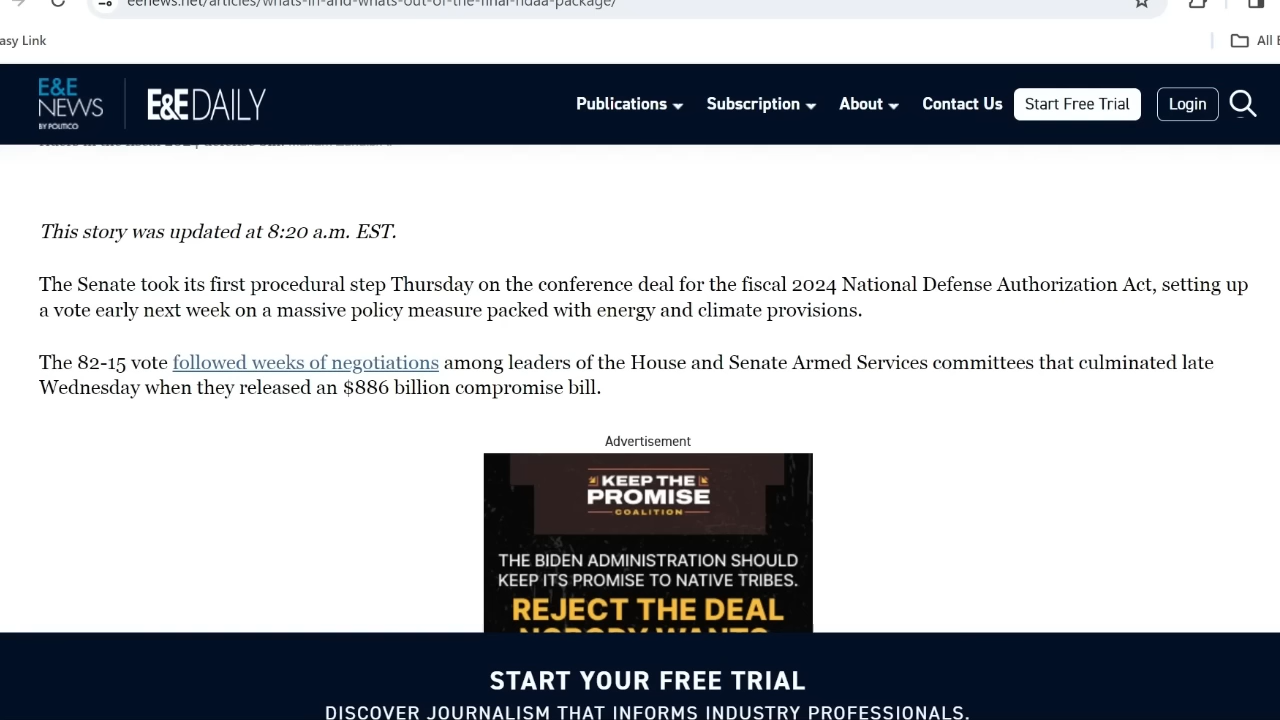 eenews.net/articles/whats-in-and-whats-out-of-the-final-ndaa-package/
asy Link
All E
E&E NEWS BY POLITICO E&E DAILY Publications Subscription About Contact Us Start Free Trial Login
This story was updated at 8:20 a.m. EST.
The Senate took its first procedural step Thursday on the conference deal for the fiscal 2024 National Defense Authorization Act, setting up
a vote early next week on a massive policy measure packed with energy and climate provisions.
The 82-15 vote followed weeks of negotiations among leaders of the House and Senate Armed Services committees that culminated late
Wednesday when they released an $886 billion compromise bill.
Advertisement
KEEP THE
PROMISE
COALITION
THE BIDEN ADMINISTRATION SHOULD
KEEP ITS PROMISE TO NATIVE TRIBES.
REJECT THE DEAL
NOBODY WANTS
START YOUR FREE TRIAL
DISCOVER JOURNALISM THAT INFORMS INDUSTRY PROFESSIONALS.